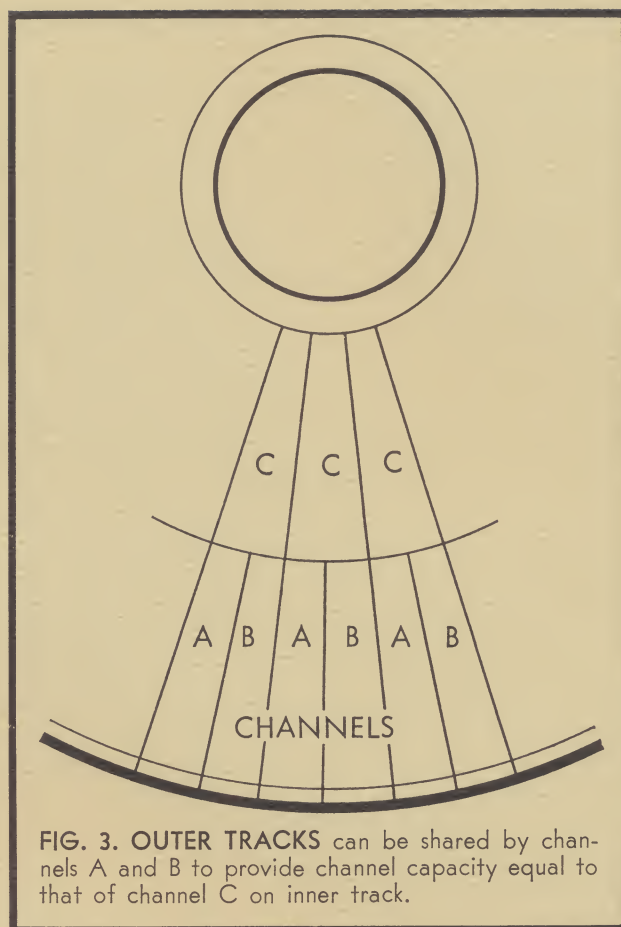 C C C
A B A B A B
CHANNELS
FIG. 3. OUTER TRACKS can be shared by chan-
nels A and B to provide channel capacity equal to
that of channel C on inner track.